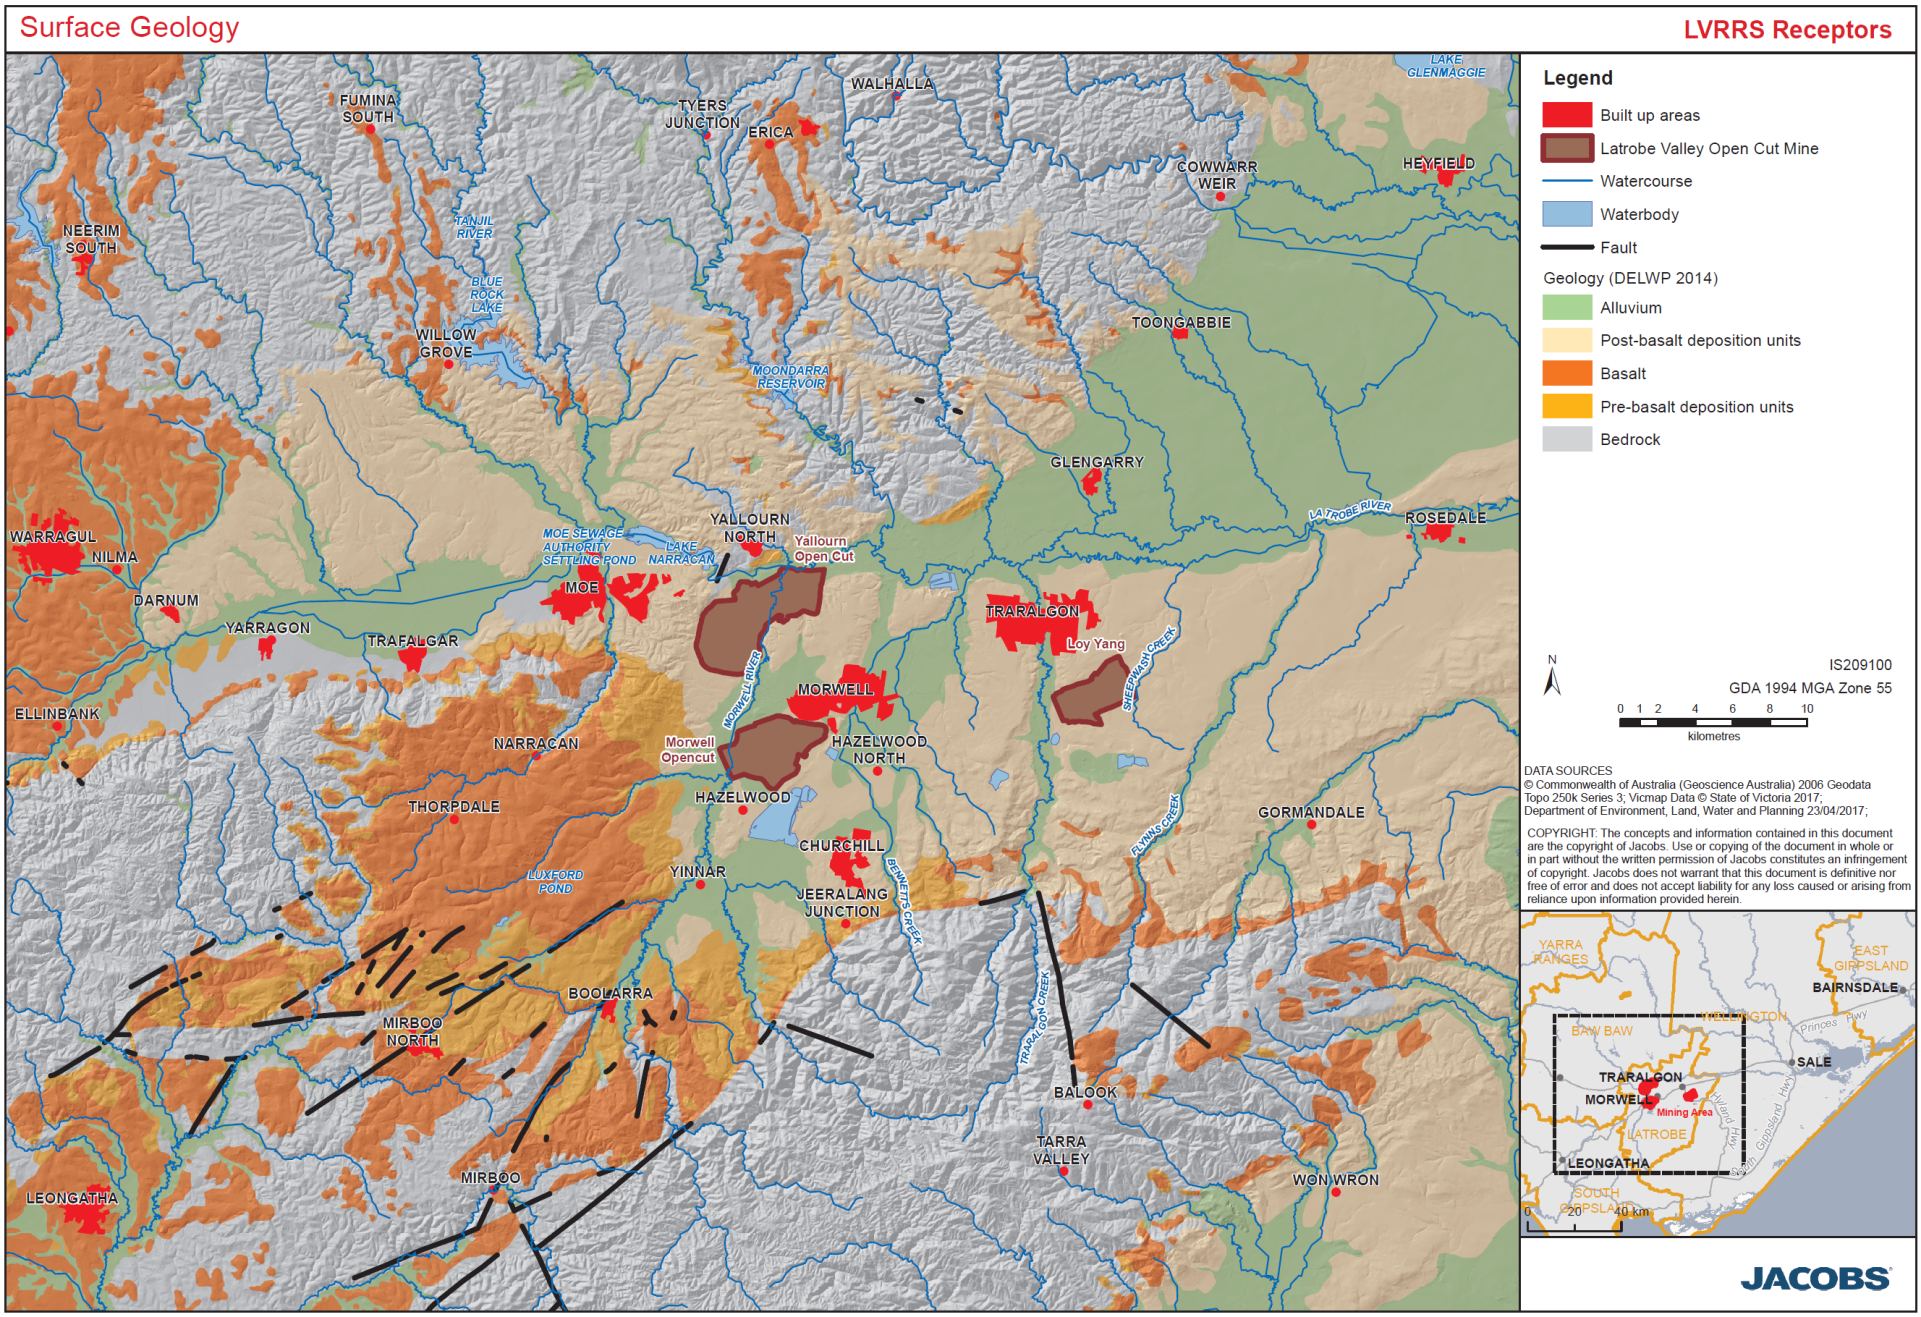 Surface Geology
LVRRS Receptors
WALHALLA
LAKE
GLENMAGGIE
FUMINA
SOUTH
TYERS
JUNCTION
ERICA
COWWARR
WEIR
HEYFIELD
NEERIM
SOUTH
TANJIL
RIVER
BLUE
ROCK
LAKE
WILLOW
GROVE
TOONGABBIE
MOONDARRA
RESERVOIR
GLENGARRY
LA TROBE RIVER
ROSEDALE
WARRAGUL
NILMA
MOE SEWAGE
AUTHORITY
SETTLING POND
LAKE
NARRACAN
YALLOURN
NORTH
Yallourn
Open Cut
MOE
DARNUM
YARRAGON
TRAFALGAR
TRARALGON
Loy Yang
SHEEPWASH CREEK
MORWELL RIVER
MORWELL
ELLINBANK
NARRACAN
Morwell
Opencut
HAZELWOOD
NORTH
HAZELWOOD
THORPDALE
GORMANDALE
FLYNNS CREEK
CHURCHILL
LUXFORD
POND
YINNAR
BENNETTS CREEK
JEERALANG
JUNCTION
BOOLARRA
MIRBOO
NORTH
TRARALGON CREEK
BALOOK
TARRA
VALLEY
MIRBOO
WON WRON
LEONGATHA
Legend
Built up areas
Latrobe Valley Open Cut Mine
Watercourse
Waterbody
Fault
Geology (DELWP 2014)
Alluvium
Post-basalt deposition units
Basalt
Pre-basalt deposition units
Bedrock
N
IS209100
GDA 1994 MGA Zone 55
0 1 2 4 6 8 10
kilometres
DATA SOURCES
© Commonwealth of Australia (Geoscience Australia) 2006 Geodata
Topo 250k Series 3; Vicmap Data © State of Victoria 2017;
Department of Environment, Land, Water and Planning 23/04/2017;
COPYRIGHT: The concepts and information contained in this document
are the copyright of Jacobs. Use or copying of the document in whole or
in part without the written permission of Jacobs constitutes an infringement
of copyright. Jacobs does not warrant that this document is definitive nor
free of error and does not accept liability for any loss caused or arising from
reliance upon information provided herein.
YARRA
RANGES
EAST
GIPPSLAND
BAIRNSDALE
WELLINGTON
Princes Hwy
BAW BAW
SALE
TRARALGON
MORWELL
Mining Area
Hyland Hwy
South Gippsland Hwy
LATROBE
LEONGATHA
SOUTH
GIPPSLAND
0 20 40 km
JACOBS